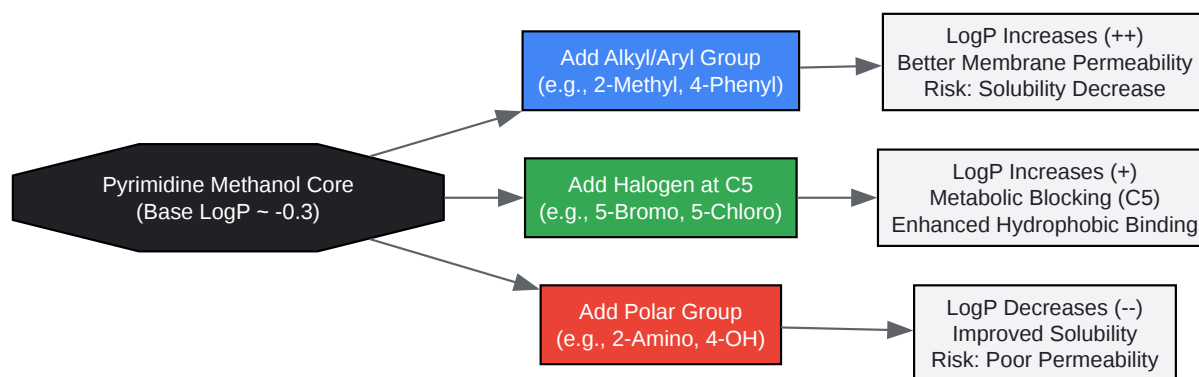 Pyrimidine Methanol Core
(Base LogP ~ -0.3)
Add Alkyl/Aryl Group
(e.g., 2-Methyl, 4-Phenyl)
LogP Increases (++)
Better Membrane Permeability
Risk: Solubility Decrease
Add Halogen at C5
(e.g., 5-Bromo, 5-Chloro)
LogP Increases (+)
Metabolic Blocking (C5)
Enhanced Hydrophobic Binding
Add Polar Group
(e.g., 2-Amino, 4-OH)
LogP Decreases (--)
Improved Solubility
Risk: Poor Permeability